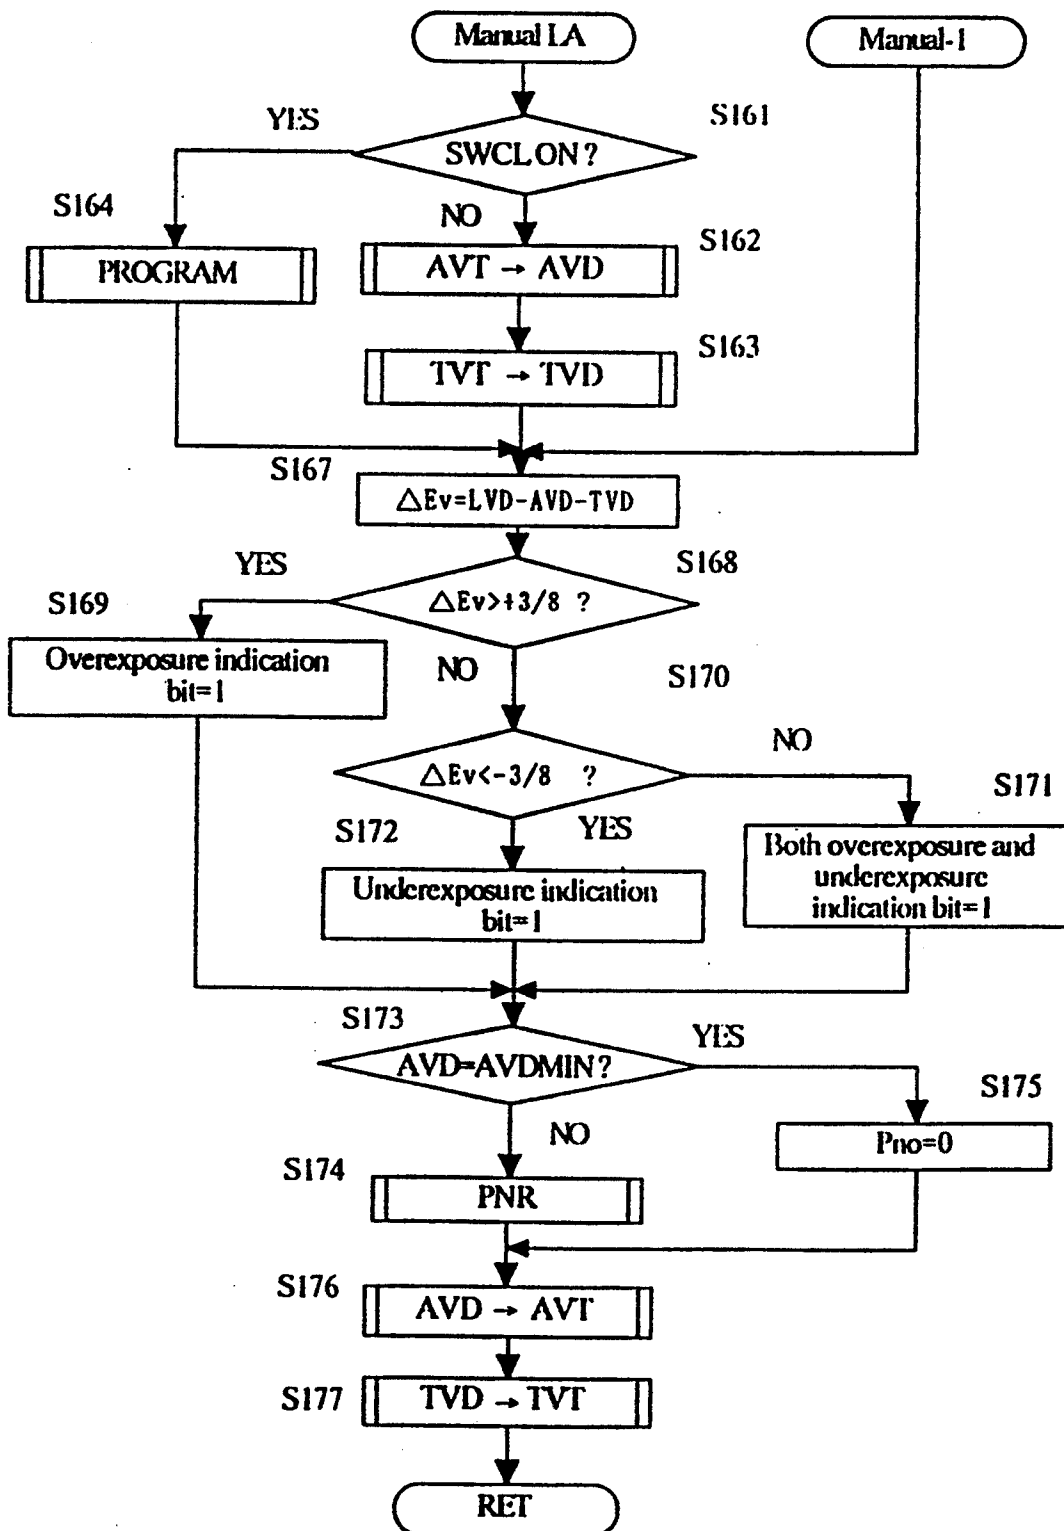 Manual LA
Manual-1
S161
YES
SWCLON?
NO
S164
PROGRAM
S162
AVT → AVD
S163
TVT → TVD
S167
△Ev=LVD-AVD-TVD
S168
YES
△Ev>+3/8 ?
S169
Overexposure indication
bit=1
NO
S170
△Ev<-3/8 ?
NO
S171
Both overexposure and
underexposure
indication bit=1
YES
S172
Underexposure indication
bit=1
S173
AVD=AVDMIN?
YES
S175
Pno=0
NO
S174
PNR
S176
AVD → AVT
S177
TVD → TVT
RET